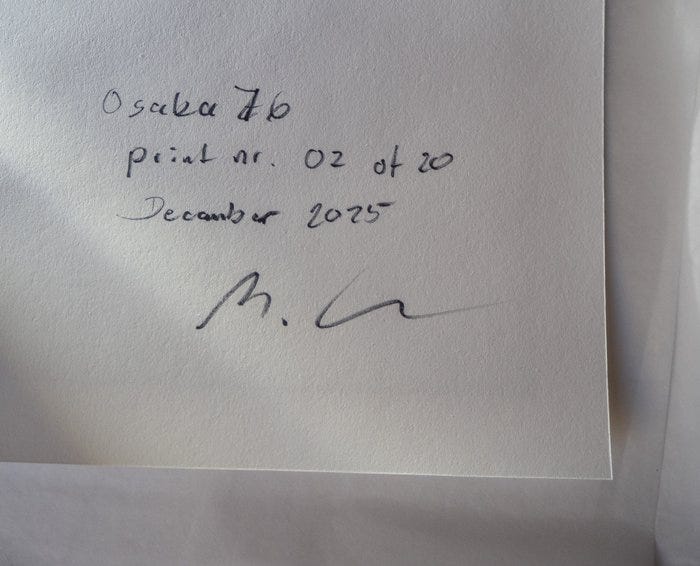 Osaka 76
print nr. 02 of 20
December 2025